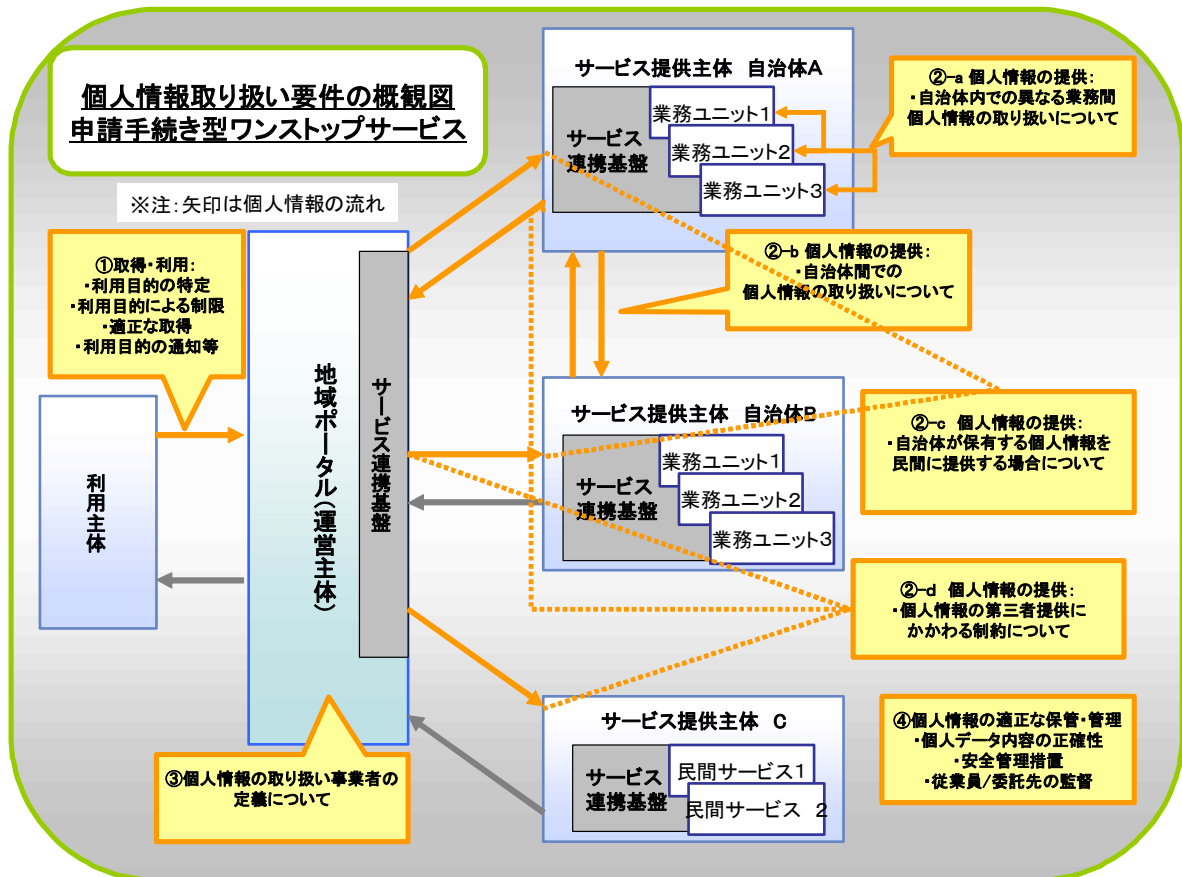 個人情報取り扱い要件の概観図
申請手続き型ワンストップサービス
※注：矢印は個人情報の流れ
①取得・利用：
・利用目的の特定
・利用目的による制限
・適正な取得
・利用目的の通知等
利用主体
地域ポータル（運営主体）
サービス連携基盤
③個人情報の取り扱い事業者の
定義について
サービス提供主体 自治体A
サービス
連携基盤
業務ユニット1
業務ユニット2
業務ユニット3
②-a 個人情報の提供：
・自治体内での異なる業務間
個人情報の取り扱いについて
②-b 個人情報の提供：
・自治体間での
個人情報の取り扱いについて
サービス提供主体 自治体B
サービス
連携基盤
業務ユニット1
業務ユニット2
業務ユニット3
②-c 個人情報の提供：
・自治体が保有する個人情報を
民間に提供する場合について
②-d 個人情報の提供：
・個人情報の第三者提供に
かかわる制約について
サービス提供主体 C
サービス
連携基盤
民間サービス1
民間サービス 2
④個人情報の適正な保管・管理
・個人データ内容の正確性
・安全管理措置
・従業員/委託先の監督